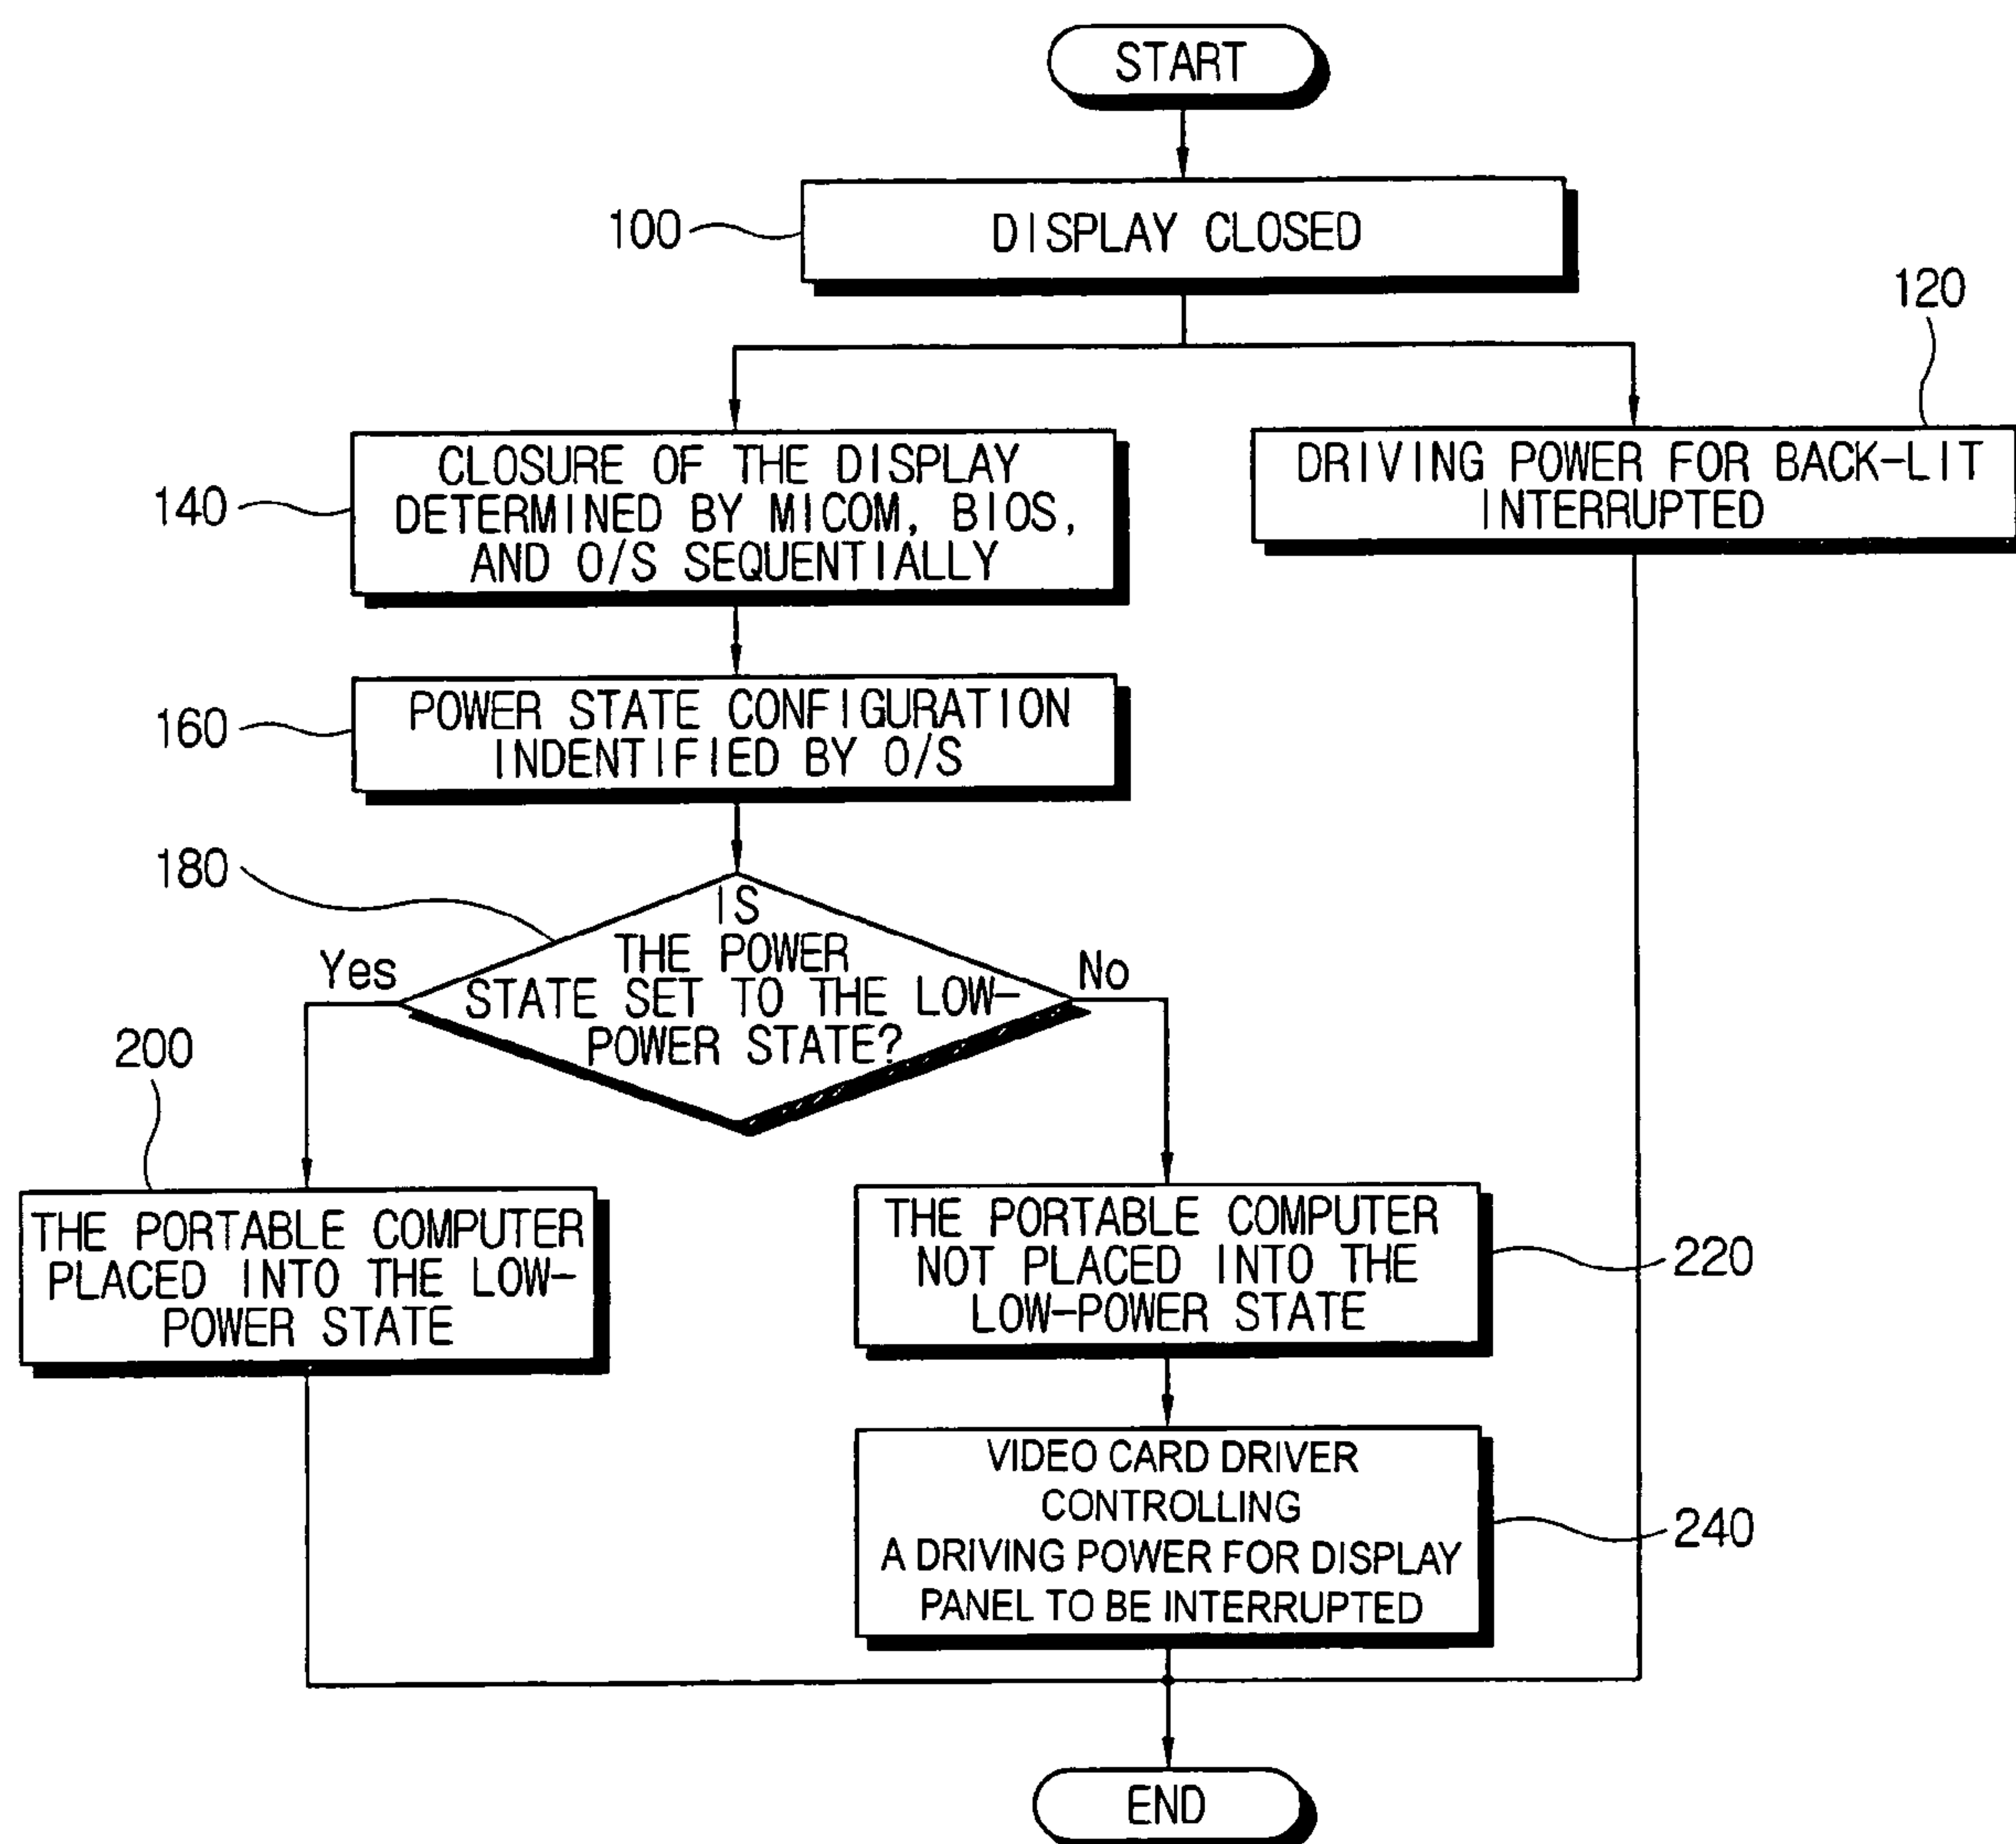 START
100
DISPLAY CLOSED
120
140
CLOSURE OF THE DISPLAY
DETERMINED BY MICOM, BIOS,
AND O/S SEQUENTIALLY
DRIVING POWER FOR BACK-LIT
INTERRUPTED
160
POWER STATE CONFIGURATION
INDENTIFIED BY O/S
180
IS
THE POWER
STATE SET TO THE LOW-
POWER STATE?
Yes
No
200
THE PORTABLE COMPUTER
PLACED INTO THE LOW-
POWER STATE
THE PORTABLE COMPUTER
NOT PLACED INTO THE
LOW-POWER STATE
220
VIDEO CARD DRIVER
CONTROLLING
A DRIVING POWER FOR DISPLAY
PANEL TO BE INTERRUPTED
240
END